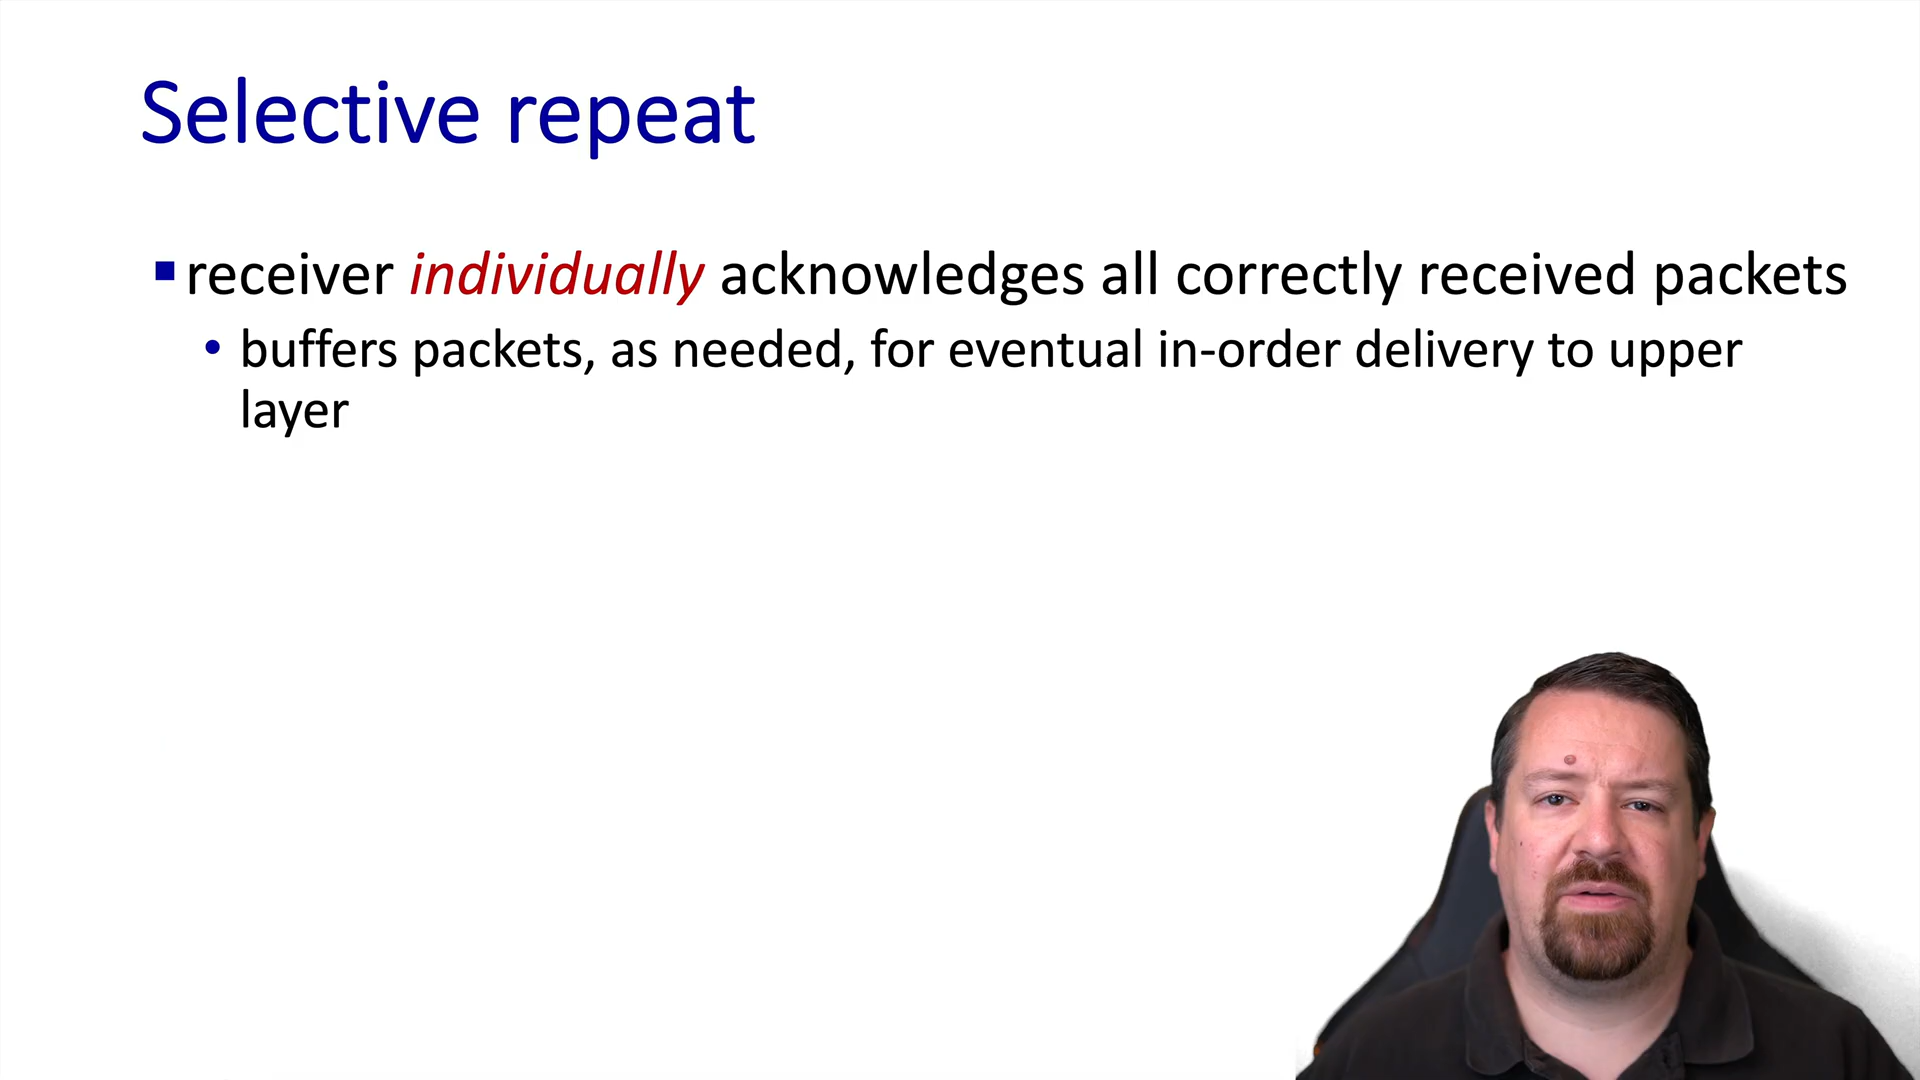 Selective repeat
▪receiver individually acknowledges all correctly received packets
• buffers packets, as needed, for eventual in-order delivery to upper
layer